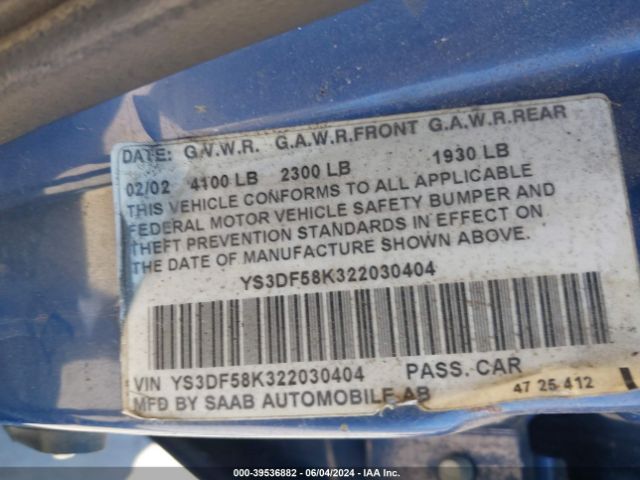 DATE: G.V.W.R. G.A.W.R.FRONT G.A.W.R.REAR
02/02 4100 LB 2300 LB 1930 LB
THIS VEHICLE CONFORMS TO ALL APPLICABLE
FEDERAL MOTOR VEHICLE SAFETY BUMPER AND
THEFT PREVENTION STANDARDS IN EFFECT ON
THE DATE OF MANUFACTURE SHOWN ABOVE.
YS3DF58K322030404
VIN YS3DF58K322030404 PASS. CAR
MFD BY SAAB AUTOMOBILE AB 47 25 412
000-39536882 06/04/2024 IAA Inc.